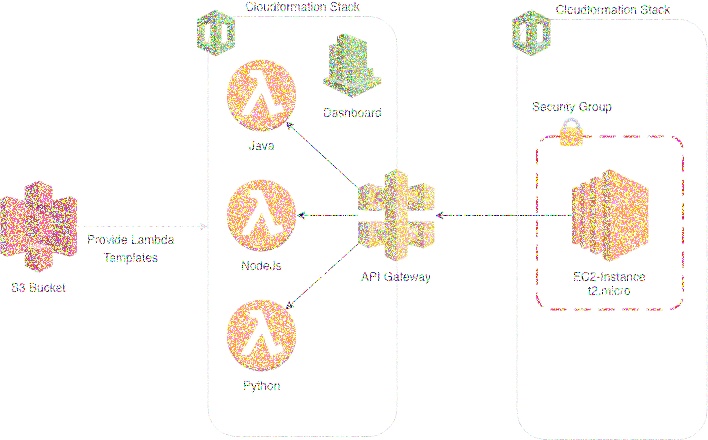 Cloudformation Stack
Cloudformation Stack
Dashboard
Security Group
Java
Provide Lambda
Templates
NodeJs
API Gateway
EC2-Instance
t2.micro
S3 Bucket
Python